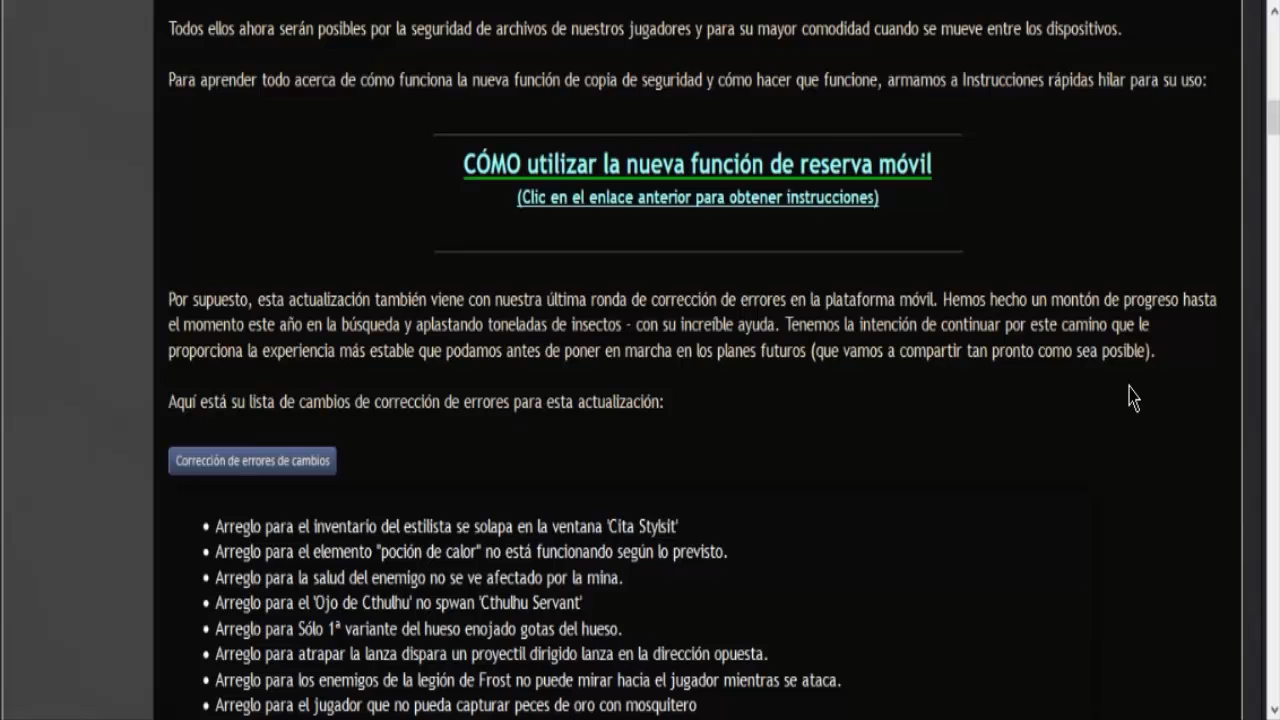 Todos ellos ahora serán posibles por la seguridad de archivos de nuestros jugadores y para su mayor comodidad cuando se mueve entre los dispositivos.
Para aprender todo acerca de cómo funciona la nueva función de copia de seguridad y cómo hacer que funcione, armamos a Instrucciones rápidas hilar para su uso:
CÓMO utilizar la nueva función de reserva móvil
(Clic en el enlace anterior para obtener instrucciones)
Por supuesto, esta actualización también viene con nuestra última ronda de corrección de errores en la plataforma móvil. Hemos hecho un montón de progreso hasta
el momento este año en la búsqueda y aplastando toneladas de insectos - con su increíble ayuda. Tenemos la intención de continuar por este camino que le
proporciona la experiencia más estable que podamos antes de poner en marcha en los planes futuros (que vamos a compartir tan pronto como sea posible).
Aquí está su lista de cambios de corrección de errores para esta actualización:
Corrección de errores de cambios
• Arreglo para el inventario del estilista se solapa en la ventana 'Cita Stylsit'
• Arreglo para el elemento "poción de calor" no está funcionando según lo previsto.
• Arreglo para la salud del enemigo no se ve afectado por la mina.
• Arreglo para el 'Ojo de Cthulhu' no spwan 'Cthulhu Servant'
• Arreglo para Sólo 1ª variante del hueso enojado gotas del hueso.
• Arreglo para atrapar la lanza dispara un proyectil dirigido lanza en la dirección opuesta.
• Arreglo para los enemigos de la legión de Frost no puede mirar hacia el jugador mientras se ataca.
• Arreglo para el jugador que no pueda capturar peces de oro con mosquitero